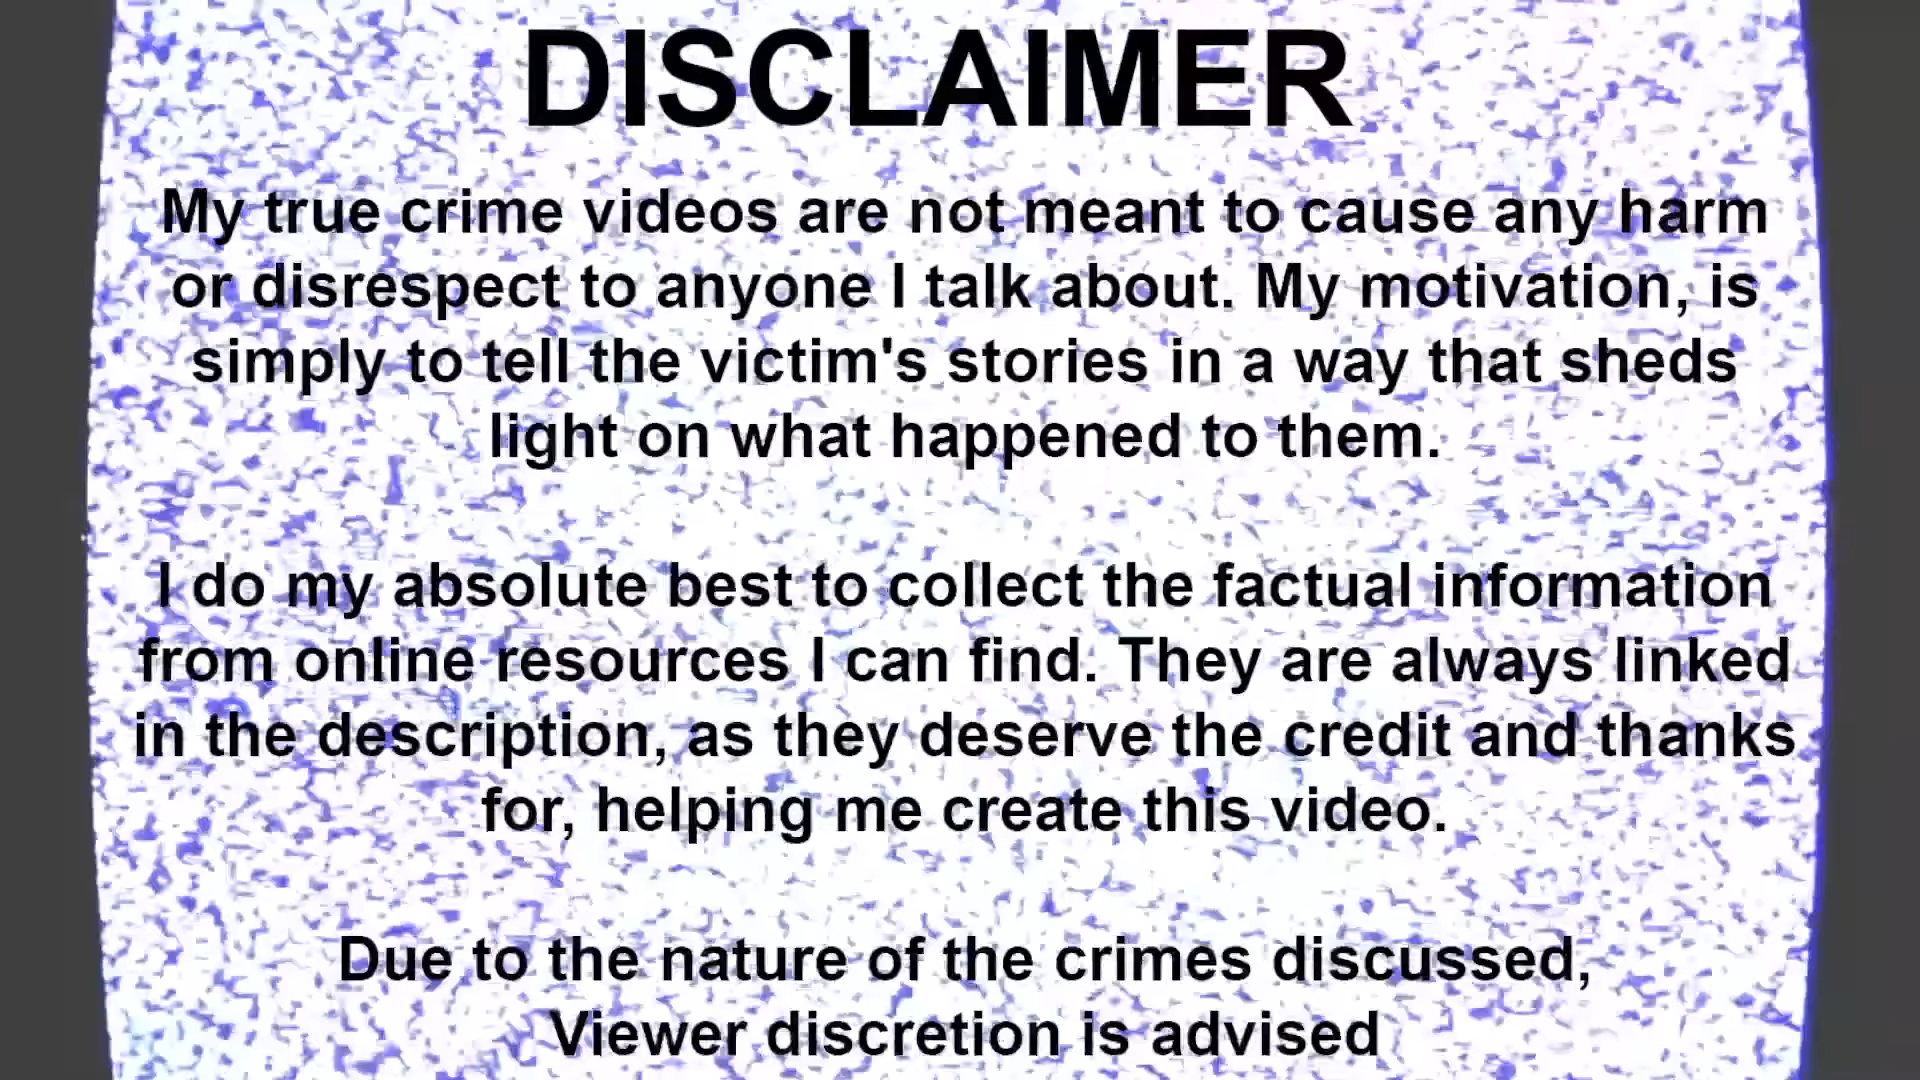 DISCLAIMER
My true crime videos are not meant to cause any harm
or disrespect to anyone I talk about. My motivation, is
simply to tell the victim's stories in a way that sheds
light on what happened to them.
I do my absolute best to collect the factual information
from online resources I can find. They are always linked
in the description, as they deserve the credit and thanks
for, helping me create this video.
Due to the nature of the crimes discussed,
Viewer discretion is advised